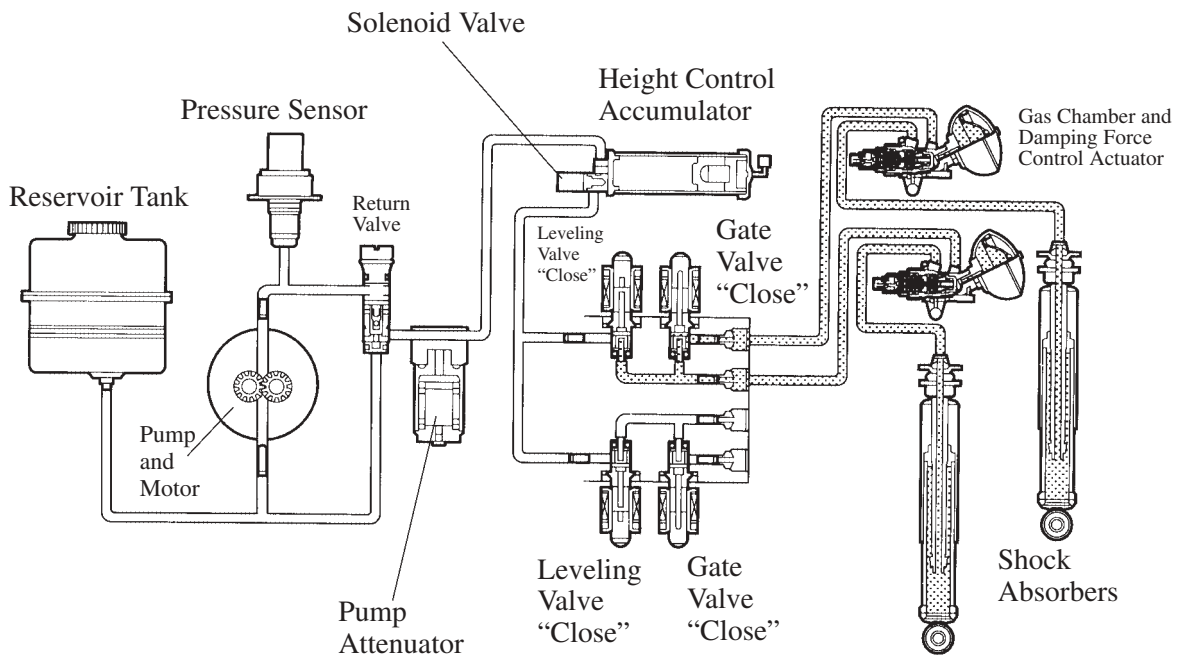 Solenoid Valve
Height Control
Accumulator
Pressure Sensor
Gas Chamber and
Damping Force
Control Actuator
Reservoir Tank
Return
Valve
Leveling
Valve
“Close”
Gate
Valve
“Close”
Pump
and
Motor
Leveling
Valve
“Close”
Gate
Valve
“Close”
Shock
Absorbers
Pump
Attenuator